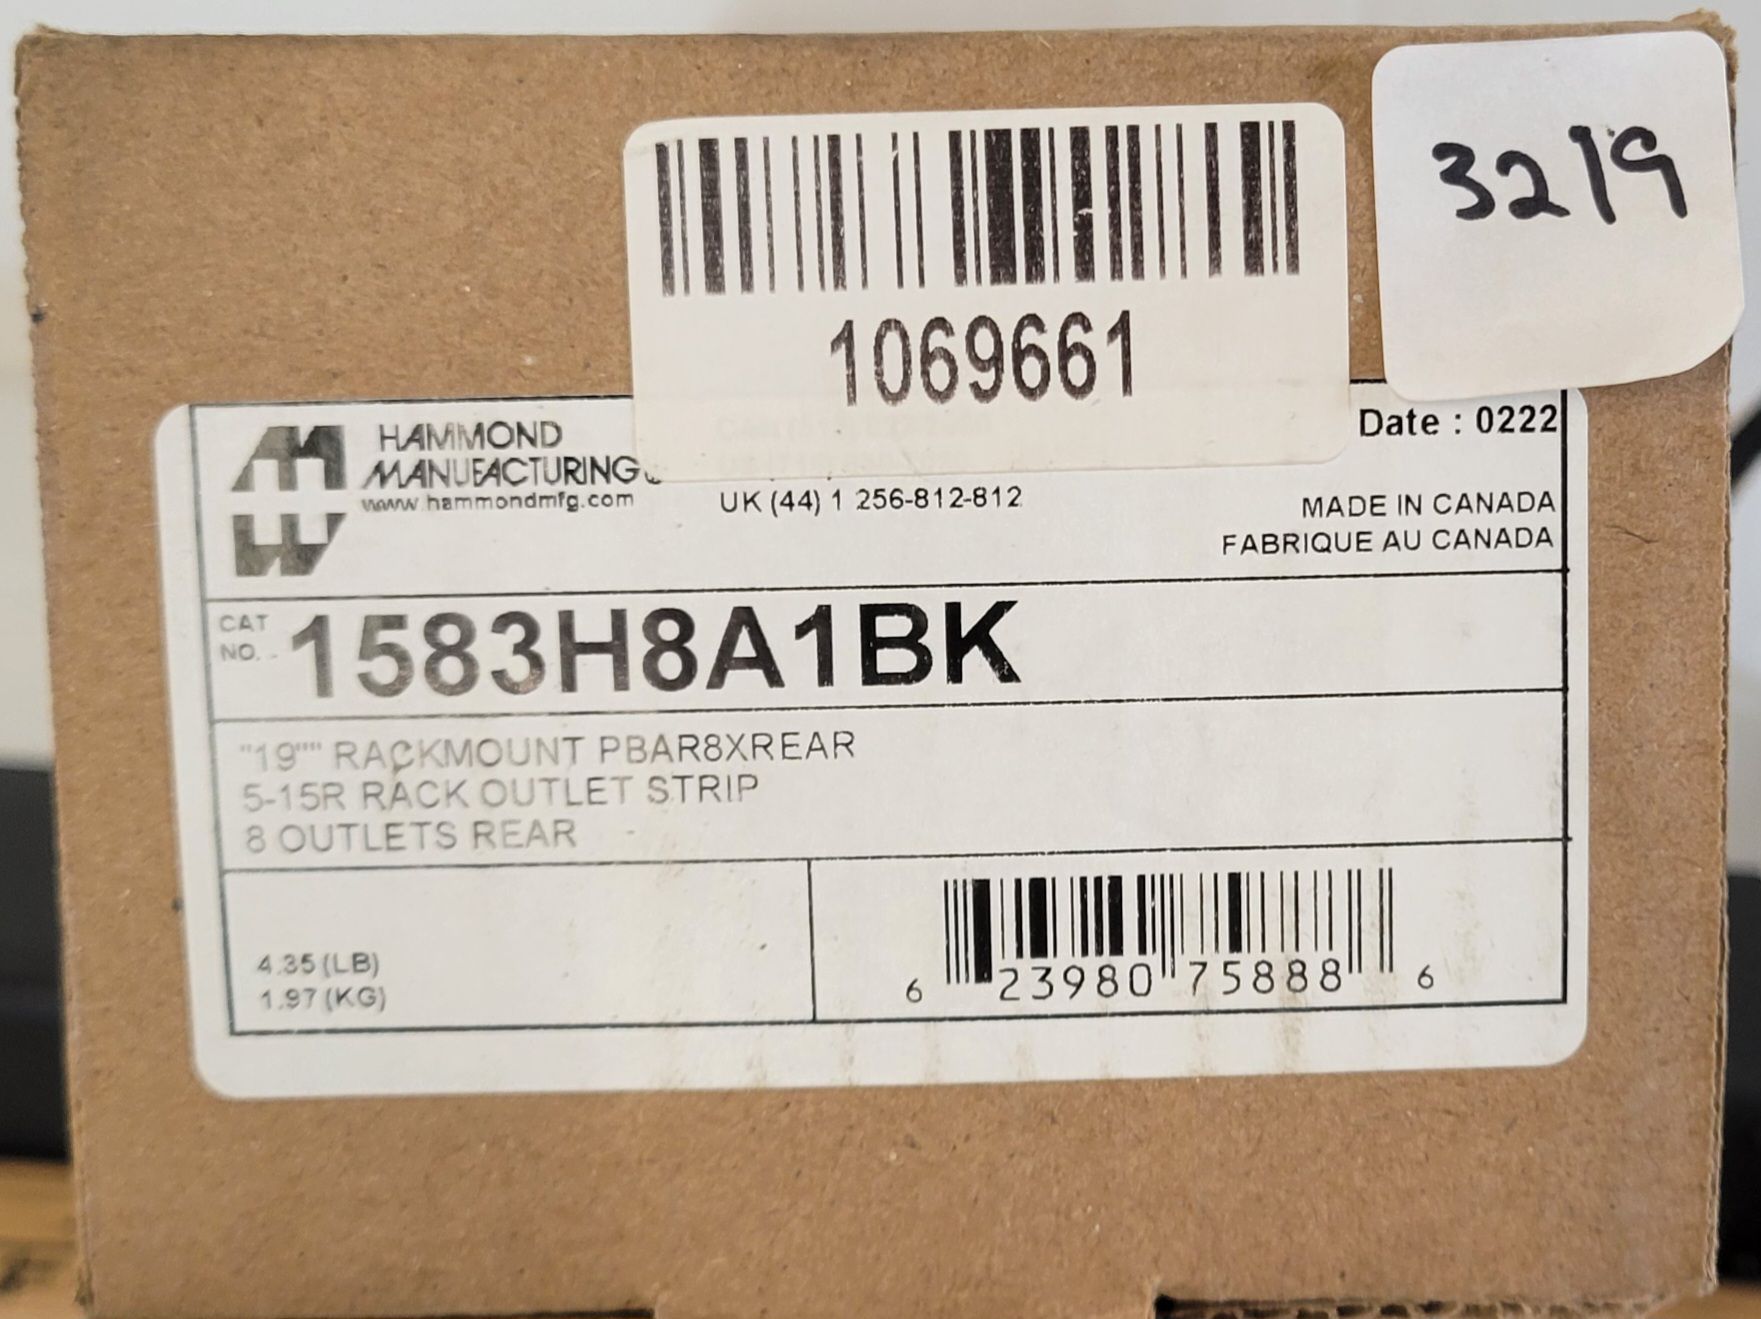 3219
1069661
HAMMOND
MANUFACTURING
www.hammondmfg.com
UK (44) 1 256-812-812
Date : 0222
MADE IN CANADA
FABRIQUE AU CANADA
CAT
NO.
1583H8A1BK
"19"" RACKMOUNT PBAR8XREAR
5-15R RACK OUTLET STRIP
8 OUTLETS REAR
4.35 (LB)
1.97 (KG)
6 23980 75888 6